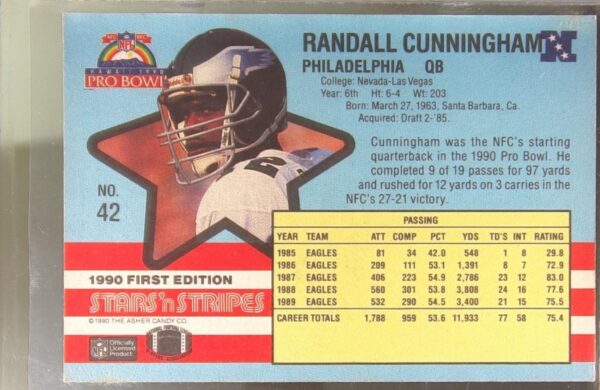 NFL
HAWAII 1990
PRO BOWL
RANDALL CUNNINGHAM N
PHILADELPHIA QB
College: Nevada-Las Vegas
Year: 6th Ht: 6-4 Wt: 203
Born: March 27, 1963, Santa Barbara, Ca.
Acquired: Draft 2-'85.
Cunningham was the NFC's starting
quarterback in the 1990 Pro Bowl. He
completed 9 of 19 passes for 97 yards
and rushed for 12 yards on 3 carries in the
NFC's 27-21 victory.
NO.
42
PASSING
YEAR TEAM ATT COMP PCT YDS TD'S INT RATING
1985 EAGLES 81 34 42.0 548 1 8 29.8
1986 EAGLES 209 111 53.1 1,391 8 7 72.9
1987 EAGLES 406 223 54.9 2,786 23 12 83.0
1988 EAGLES 560 301 53.8 3,808 24 16 77.6
1989 EAGLES 532 290 54.5 3,400 21 15 75.5
CAREER TOTALS 1,788 959 53.6 11,933 77 58 75.4
1990 FIRST EDITION
STARS'n STRIPES
©1990 THE ASHER CANDY CO.
NFL
Officially
Licensed
Product